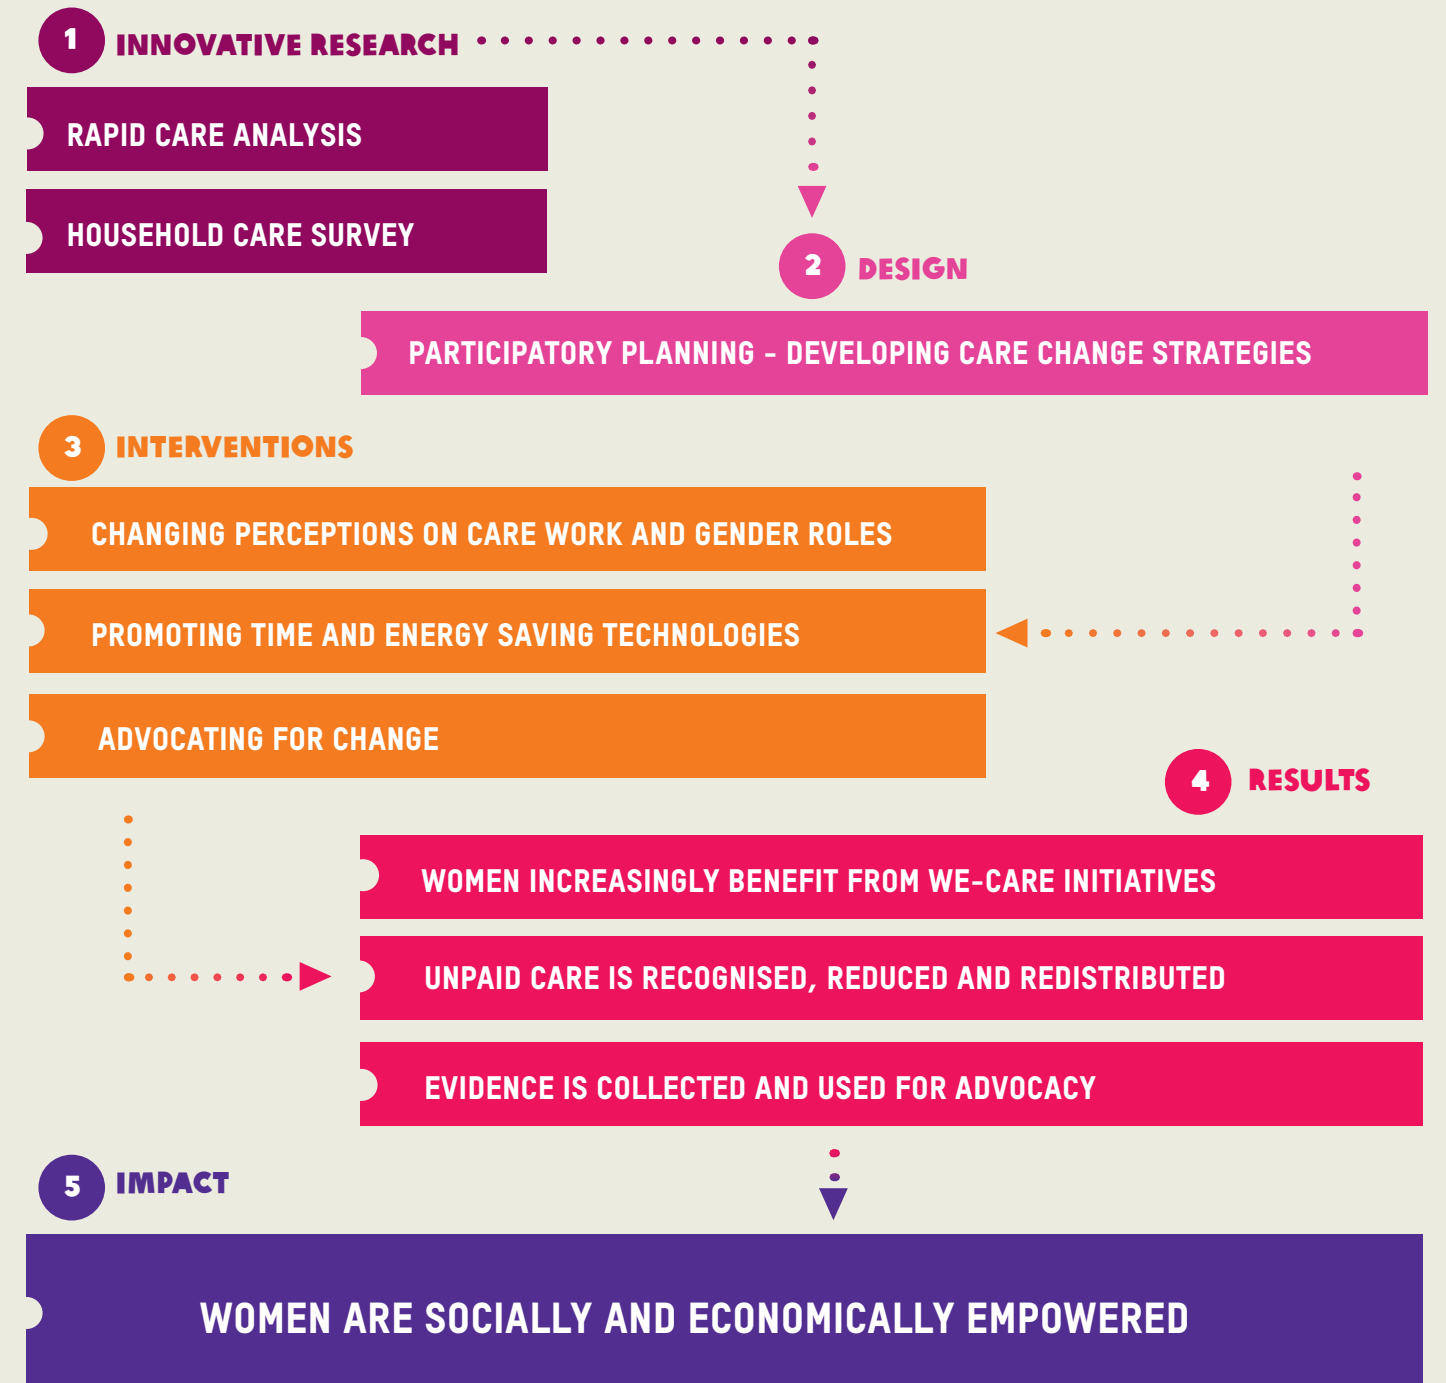 1 INNOVATIVE RESEARCH
RAPID CARE ANALYSIS
HOUSEHOLD CARE SURVEY
2 DESIGN
PARTICIPATORY PLANNING - DEVELOPING CARE CHANGE STRATEGIES
3 INTERVENTIONS
CHANGING PERCEPTIONS ON CARE WORK AND GENDER ROLES
PROMOTING TIME AND ENERGY SAVING TECHNOLOGIES
ADVOCATING FOR CHANGE
4 RESULTS
WOMEN INCREASINGLY BENEFIT FROM WE-CARE INITIATIVES
UNPAID CARE IS RECOGNISED, REDUCED AND REDISTRIBUTED
EVIDENCE IS COLLECTED AND USED FOR ADVOCACY
5 IMPACT
WOMEN ARE SOCIALLY AND ECONOMICALLY EMPOWERED